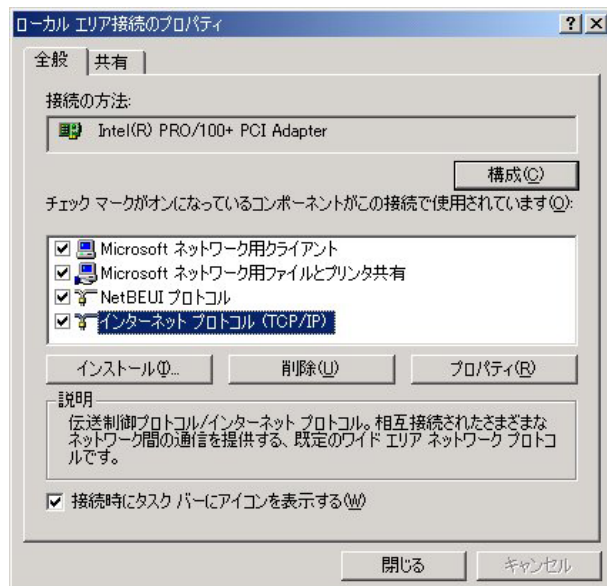 ローカル エリア接続のプロパティ
全般
共有
接続の方法:
Intel(R) PRO/100+ PCI Adapter
構成(C)
チェック マークがオンになっているコンポーネントがこの接続で使用されています(O):
Microsoft ネットワーク用クライアント
Microsoft ネットワーク用ファイルとプリンタ共有
NetBEUI プロトコル
インターネット プロトコル (TCP/IP)
インストール(I)...
削除(U)
プロパティ(R)
説明
伝送制御プロトコル/インターネット プロトコル。相互接続されたさまざまな
ネットワーク間の通信を提供する、既定のワイド エリア ネットワーク プロトコ
ルです。
接続時にタスク バーにアイコンを表示する(W)
閉じる
キャンセル